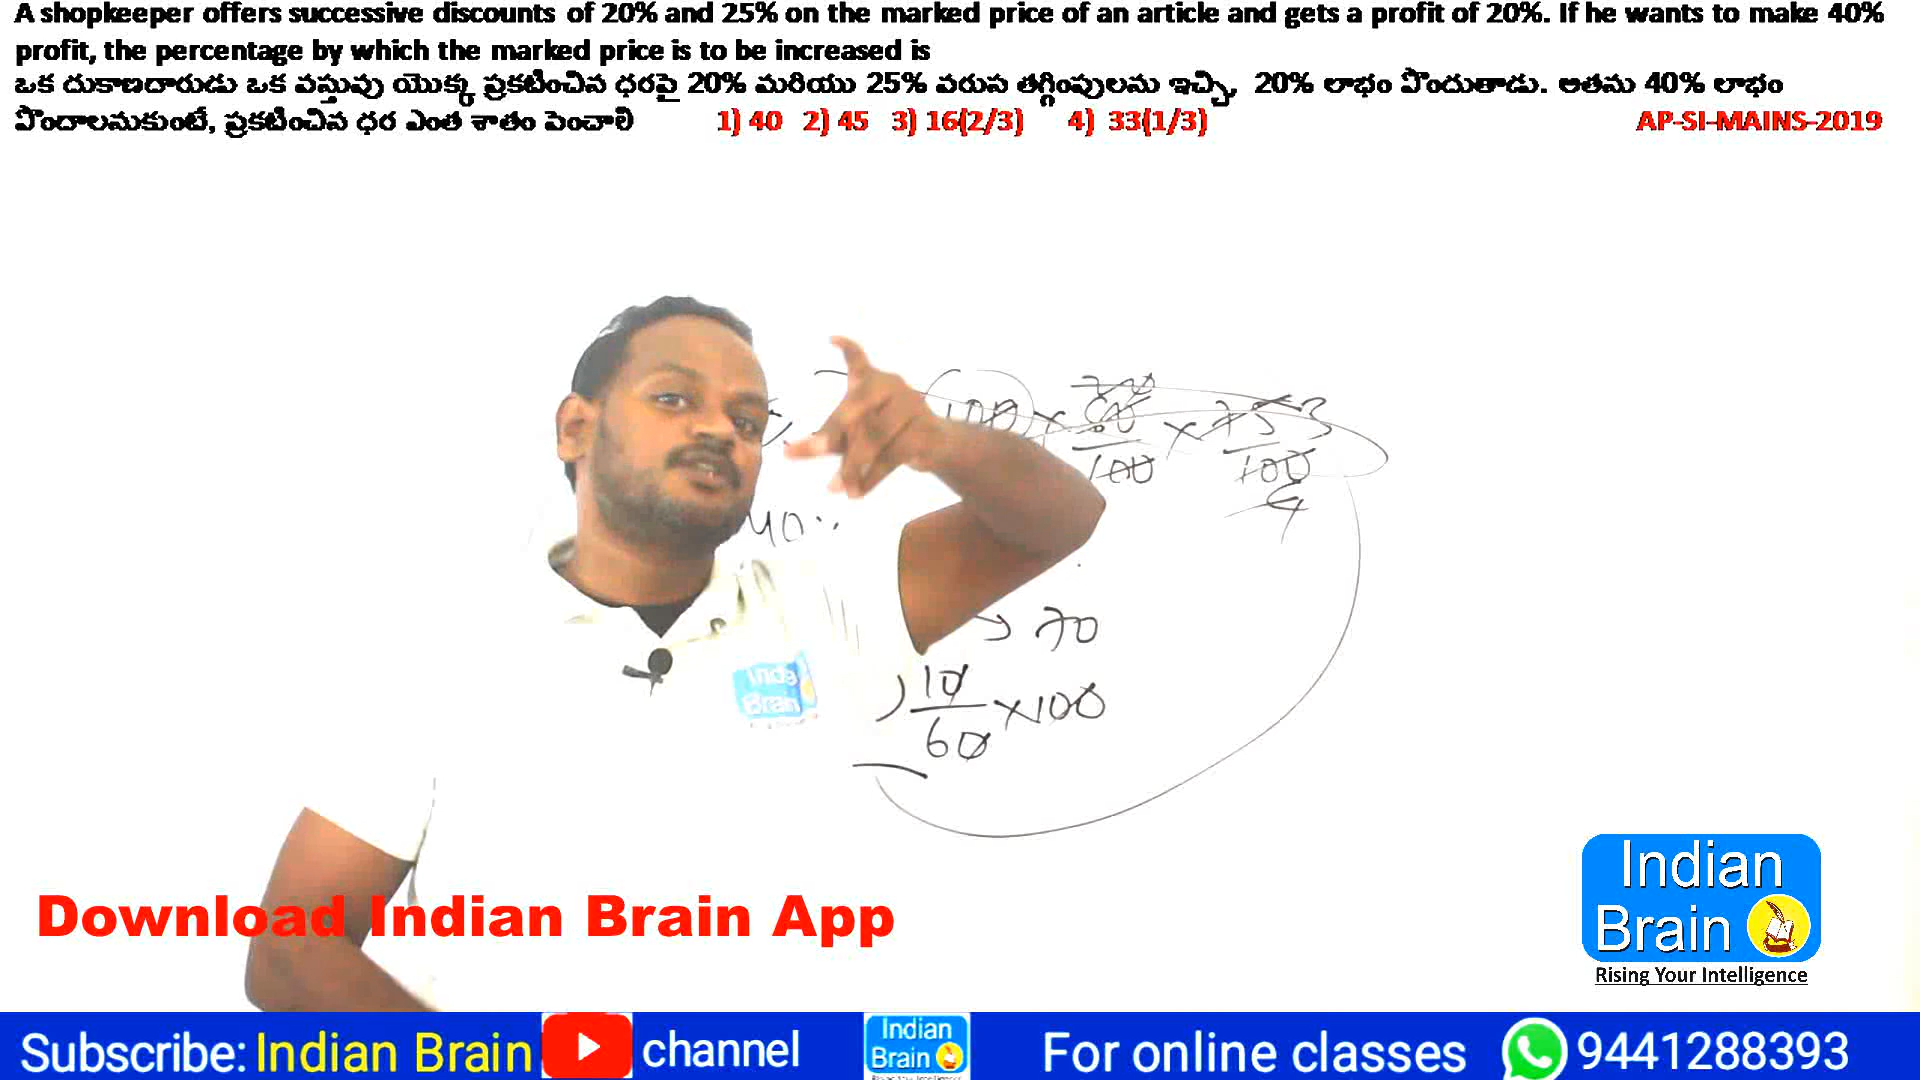 A shopkeeper offers successive discounts of 20% and 25% on the marked price of an article and gets a profit of 20%. If he wants to make 40%
profit, the percentage by which the marked price is to be increased is
ఒక దుకాణదారుడు ఒక వస్తువు యొక్క ప్రకటించిన ధరపై 20% మరియు 25% వరుస తగ్గింపులను ఇచ్చి, 20% లాభం పొందుతాడు. అతను 40% లాభం
పొందాలనుకుంటే, ప్రకటించిన ధర ఎంత శాతం పెంచాలి 1) 40 2) 45 3) 16(2/3) 4) 33(1/3) AP-SI-MAINS-2019
100 × 80/100 × 75/100 3
4
40%
→ 70
10/60 × 100
India
Brain
Download Indian Brain App
Indian
Brain
Rising Your Intelligence
Subscribe: Indian Brain channel Indian Brain For online classes 9441288393